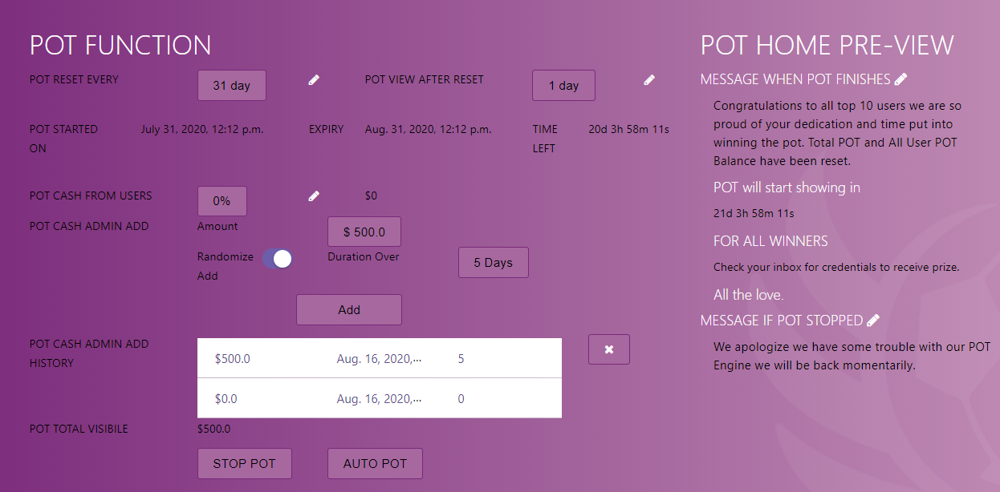 POT FUNCTION
POT RESET EVERY 31 day POT VIEW AFTER RESET 1 day
POT STARTED ON July 31, 2020, 12:12 p.m. EXPIRY Aug. 31, 2020, 12:12 p.m. TIME LEFT 20d 3h 58m 11s
POT CASH FROM USERS 0% $0
POT CASH ADMIN ADD Amount $ 500.0
Randomize Add Duration Over 5 Days
Add
POT CASH ADMIN ADD HISTORY
$500.0 Aug. 16, 2020,... 5
$0.0 Aug. 16, 2020,... 0
POT TOTAL VISIBILE $500.0
STOP POT AUTO POT
POT HOME PRE-VIEW
MESSAGE WHEN POT FINISHES
Congratulations to all top 10 users we are so
proud of your dedication and time put into
winning the pot. Total POT and All User POT
Balance have been reset.
POT will start showing in
21d 3h 58m 11s
FOR ALL WINNERS
Check your inbox for credentials to receive prize.
All the love.
MESSAGE IF POT STOPPED
We apologize we have some trouble with our POT
Engine we will be back momentarily.